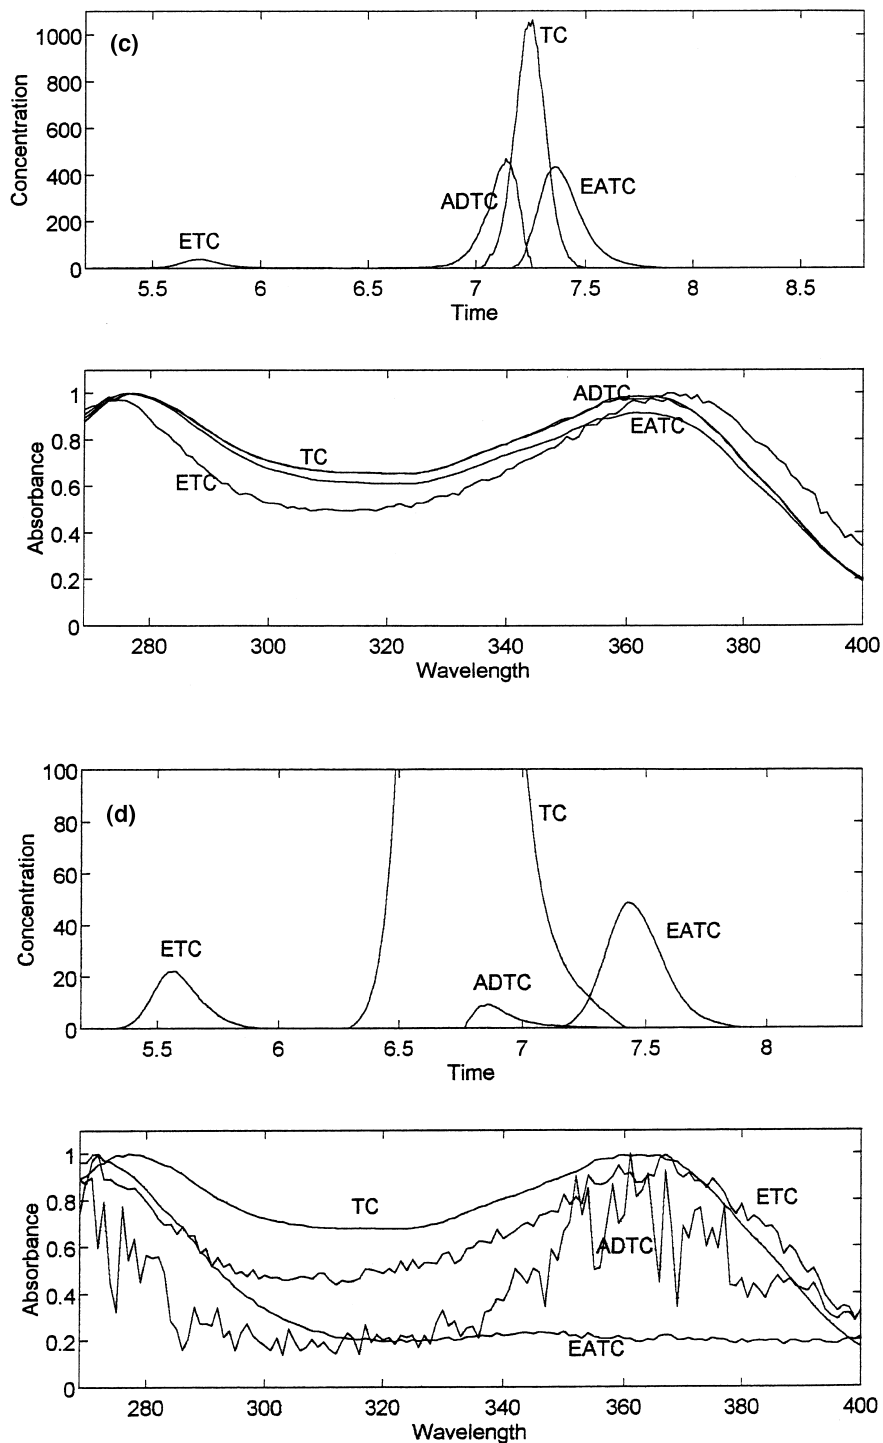 (c)
1000
800
600
400
200
0
Concentration
TC
ADTC
EATC
ETC
5.5 6 6.5 7 7.5 8 8.5
Time
1
0.8
0.6
0.4
0.2
0
Absorbance
ADTC
EATC
TC
ETC
280 300 320 340 360 380 400
Wavelength
(d)
100
80
60
40
20
0
Concentration
TC
ETC
ADTC
EATC
5.5 6 6.5 7 7.5 8
Time
1
0.8
0.6
0.4
0.2
0
Absorbance
TC
ETC
ADTC
EATC
280 300 320 340 360 380 400
Wavelength